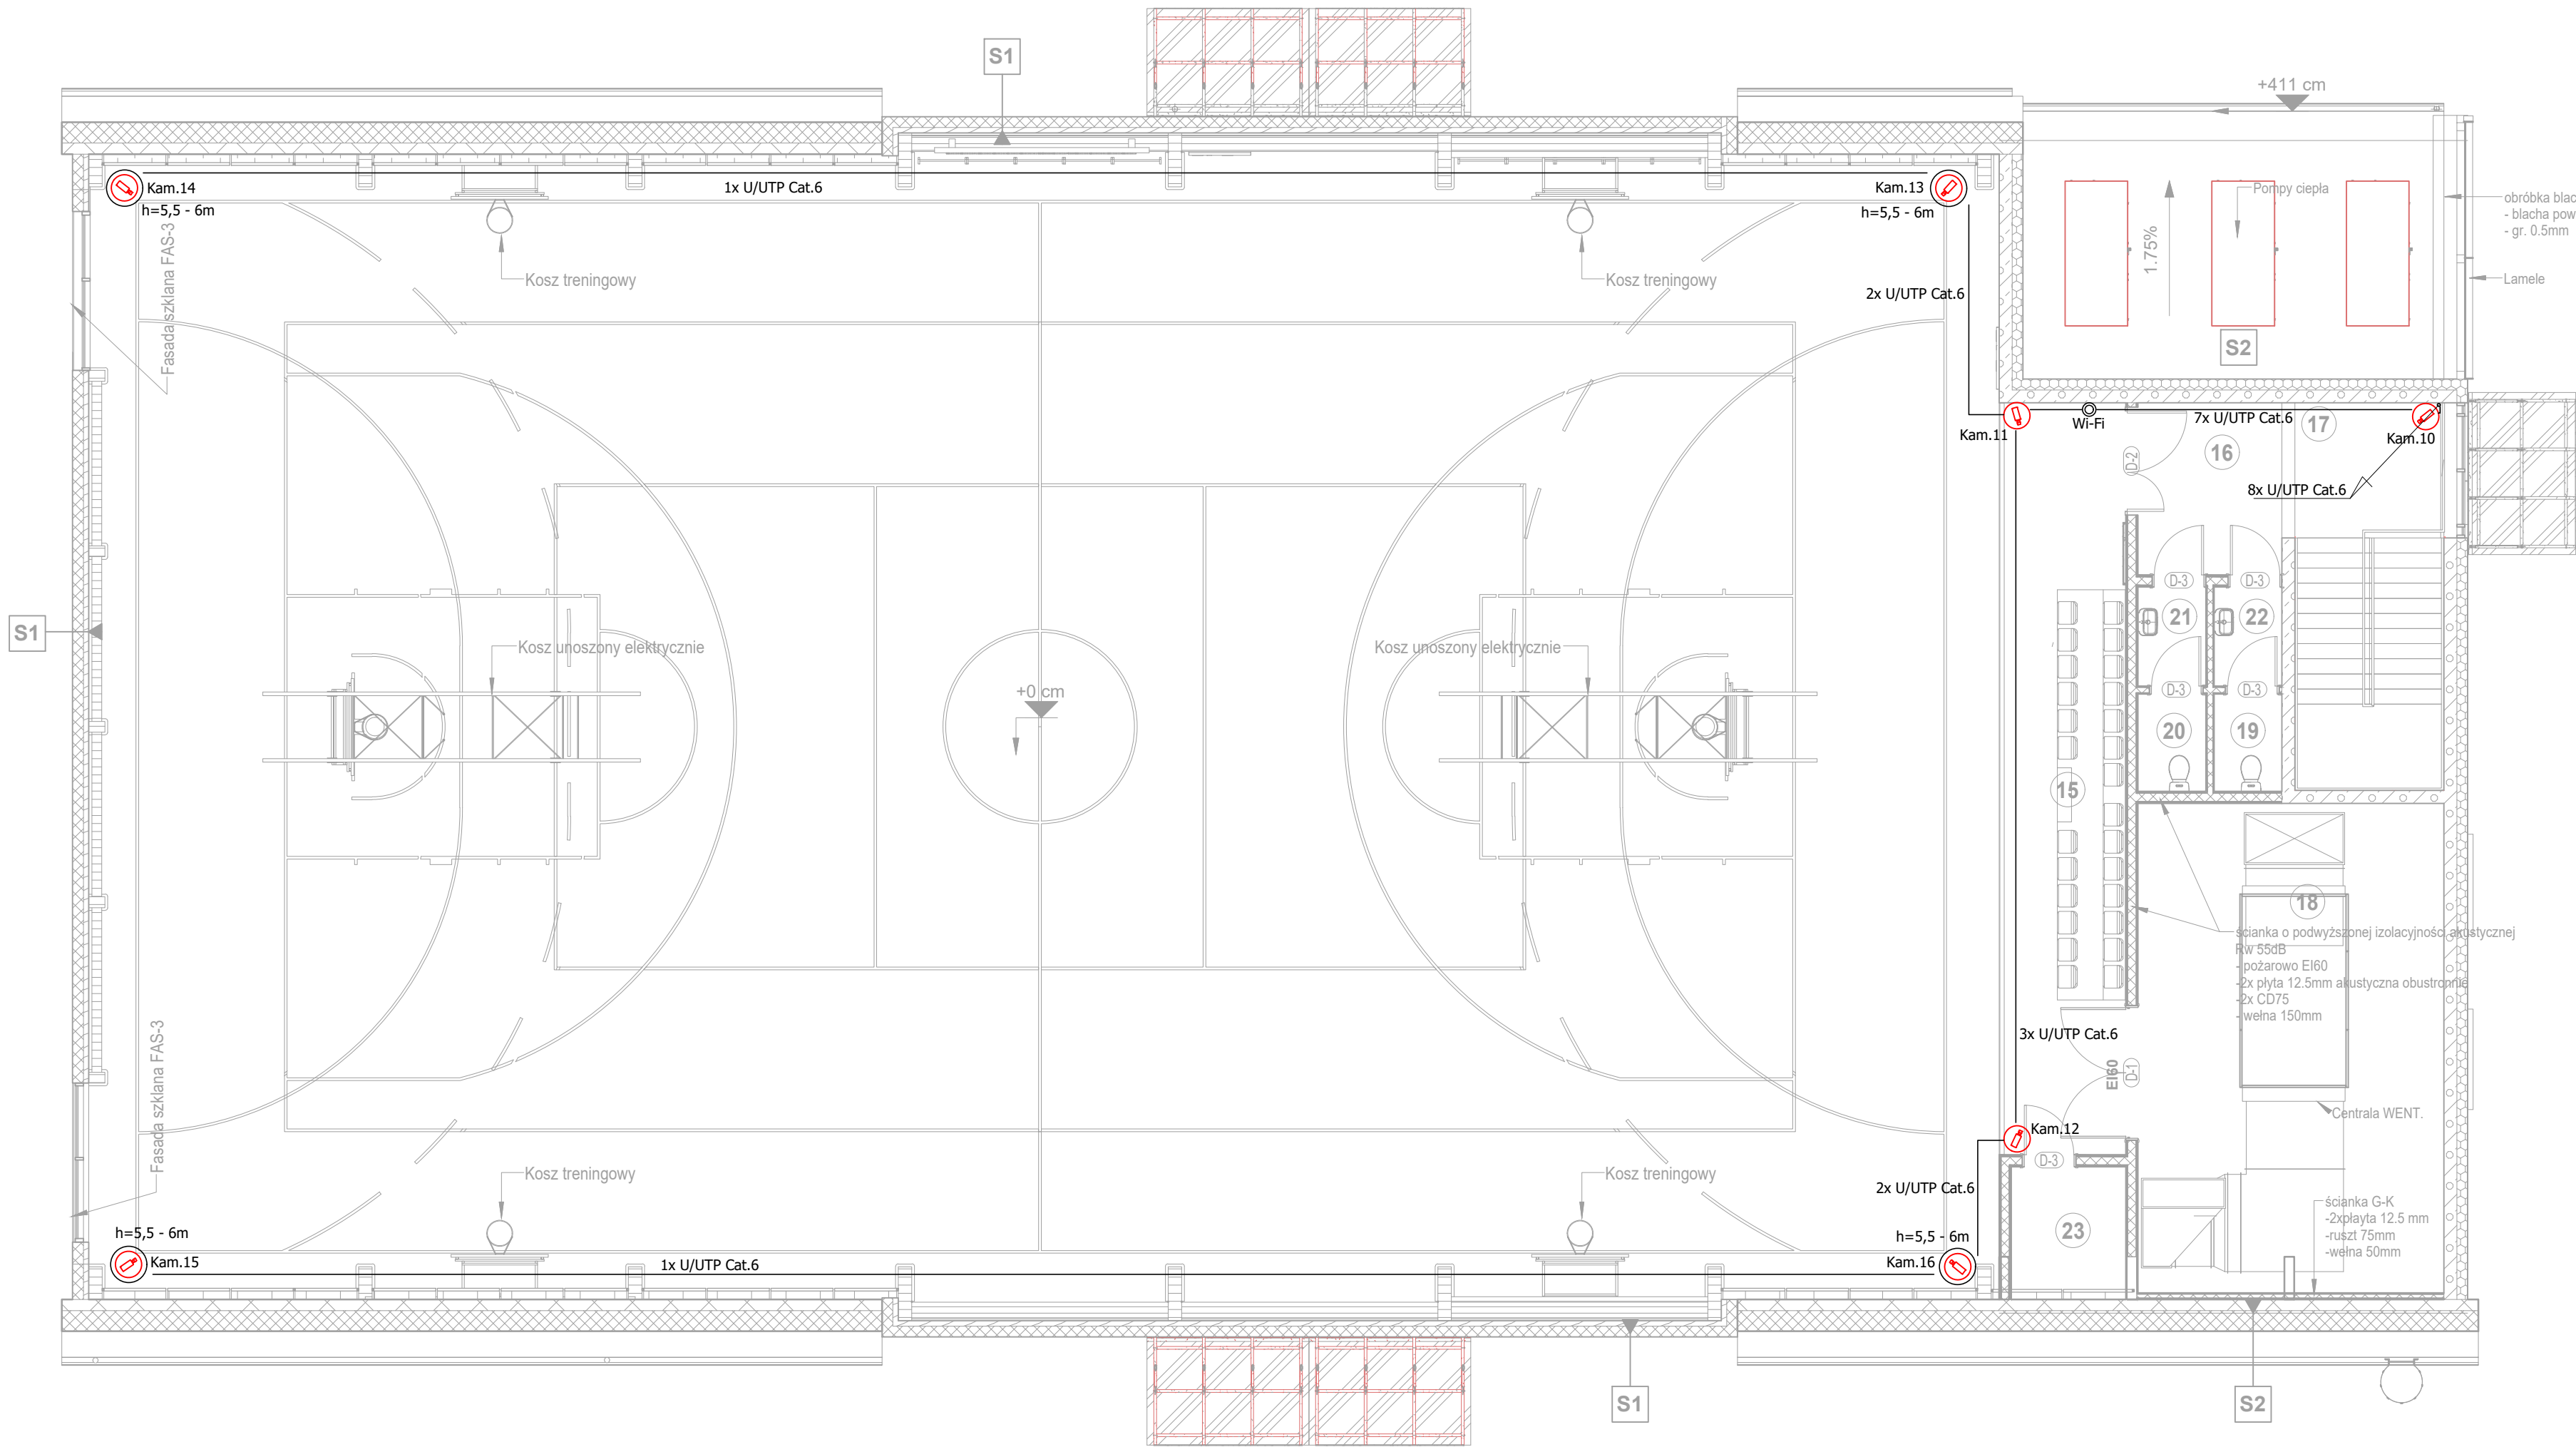 S1
+411 cm
Kam.14
h=5,5 - 6m
1x U/UTP Cat.6
Kam.13
h=5,5 - 6m
Pompy ciepła
1.75%
obróbka blac
- blacha pow
- gr. 0.5mm
Lamele
Fasada szklana FAS-3
Kosz treningowy
Kosz treningowy
2x U/UTP Cat.6
S2
Kam.11
Wi-Fi
7x U/UTP Cat.6
17
Kam.10
16
D-2
8x U/UTP Cat.6
D-3
D-3
21
22
S1
Kosz unoszony elektrycznie
Kosz unoszony elektrycznie
+0 cm
D-3
D-3
20
19
15
18
ścianka o podwyższonej izolacyjności akustycznej
Rw 55dB
- pożarowo EI60
-2x płyta 12.5mm akustyczna obustronnie
-2x CD75
- wełna 150mm
3x U/UTP Cat.6
EI60
D-1
Centrala WENT.
Fasada szklana FAS-3
Kam.12
D-3
Kosz treningowy
Kosz treningowy
2x U/UTP Cat.6
ścianka G-K
-2xpłayta 12.5 mm
-ruszt 75mm
-wełna 50mm
23
h=5,5 - 6m
Kam.15
1x U/UTP Cat.6
h=5,5 - 6m
Kam.16
S1
S2